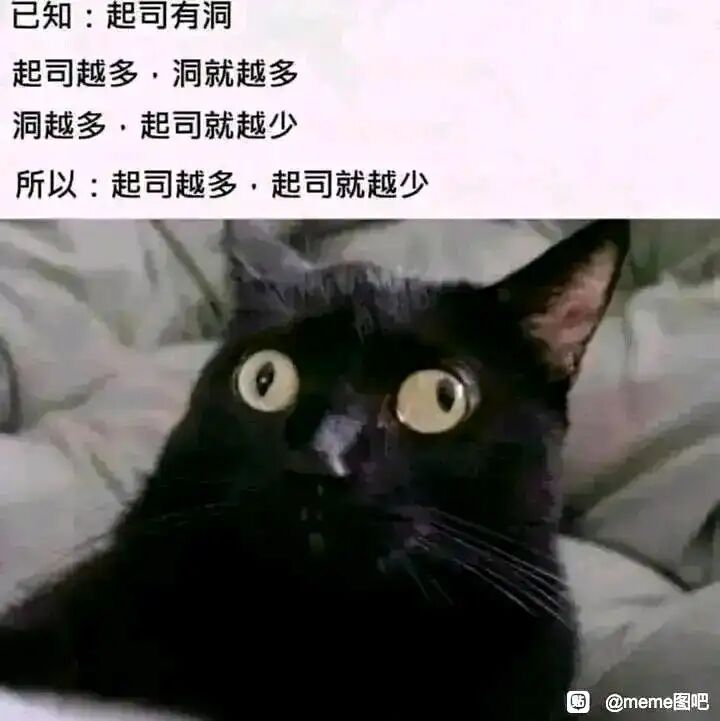 已知：起司有洞
起司越多，洞就越多
洞越多，起司就越少
所以：起司越多，起司就越少
贴 @meme图吧